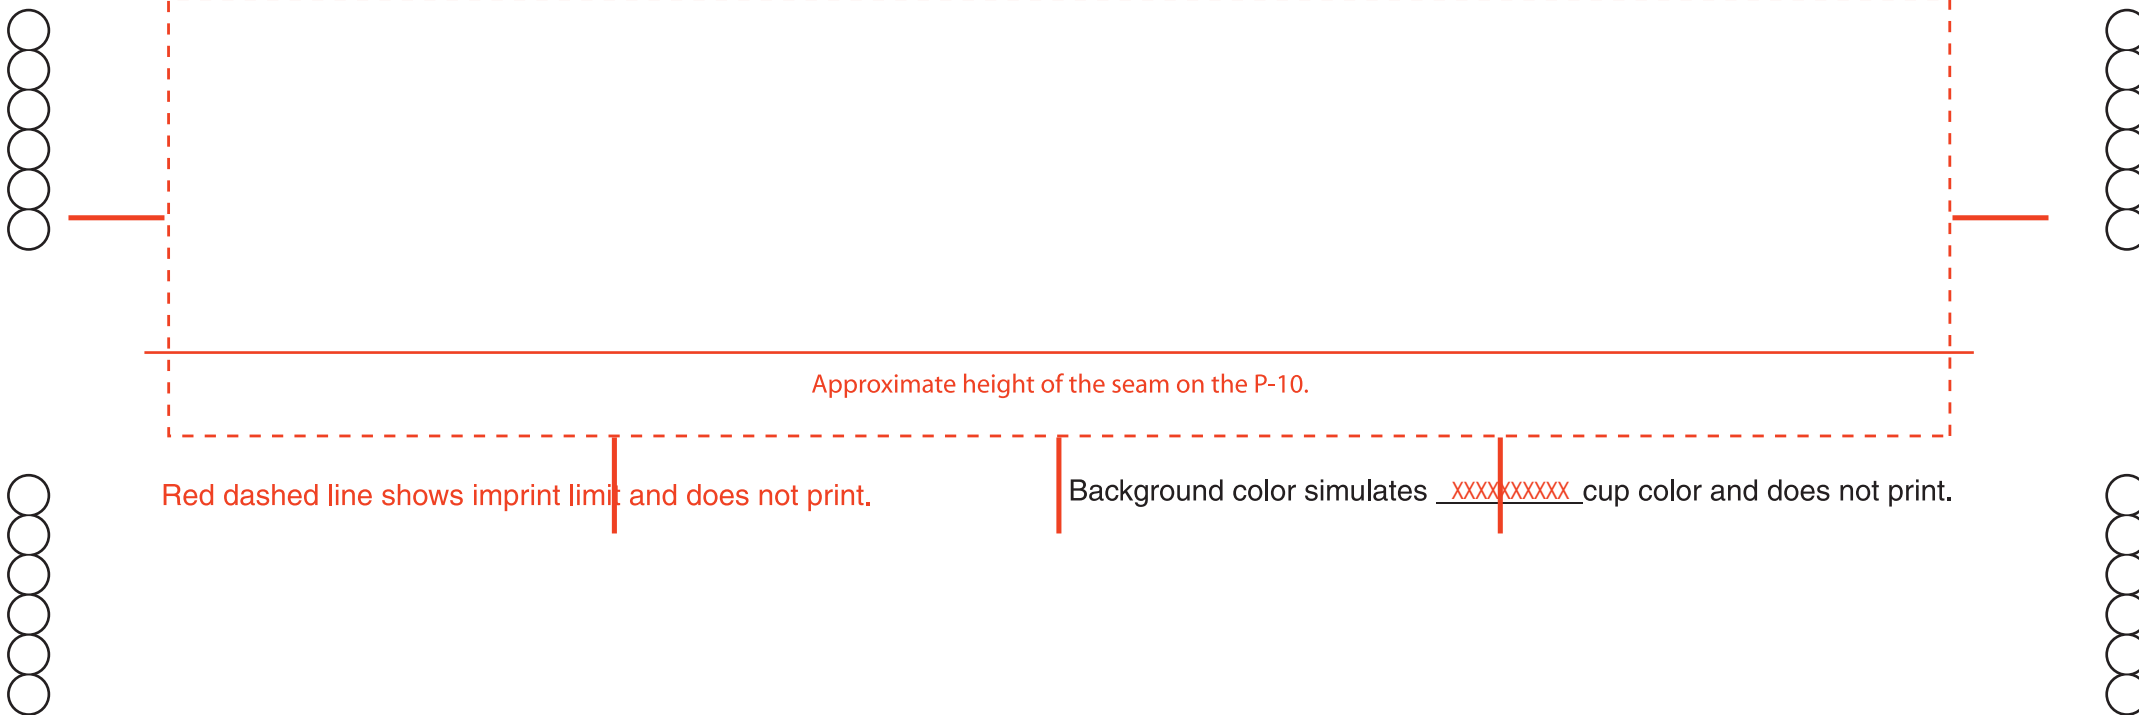 Approximate height of the seam on the P-10.
Red dashed line shows imprint limit and does not print.
Background color simulates XXXXXXXXXX cup color and does not print.